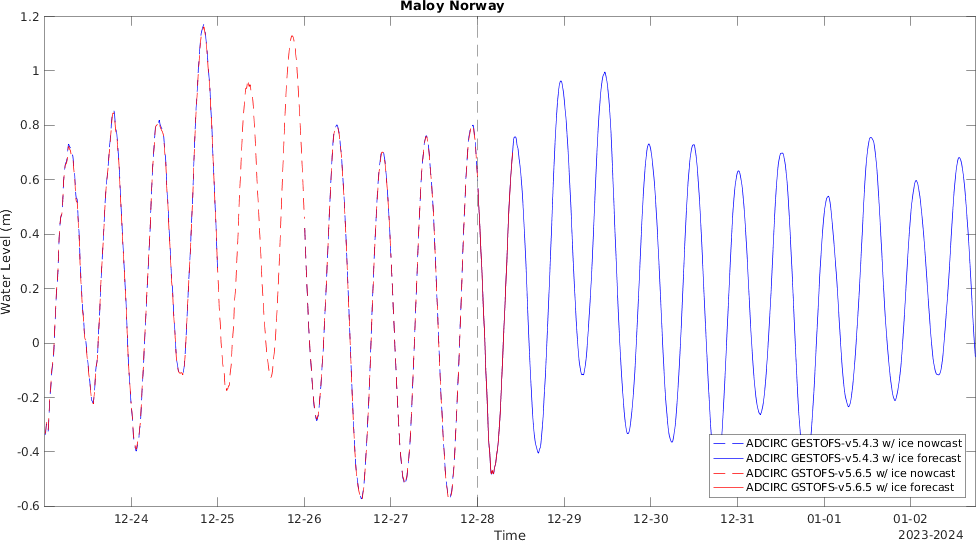 Maloy Norway
1.2
1
0.8
0.6
0.4
0.2
0
-0.2
-0.4
-0.6
Water Level (m)
12-24 12-25 12-26 12-27 12-28 12-29 12-30 12-31 01-01 01-02
Time
2023-2024
ADCIRC GESTOFS-v5.4.3 w/ ice nowcast
ADCIRC GESTOFS-v5.4.3 w/ ice forecast
ADCIRC GSTOFS-v5.6.5 w/ ice nowcast
ADCIRC GSTOFS-v5.6.5 w/ ice forecast